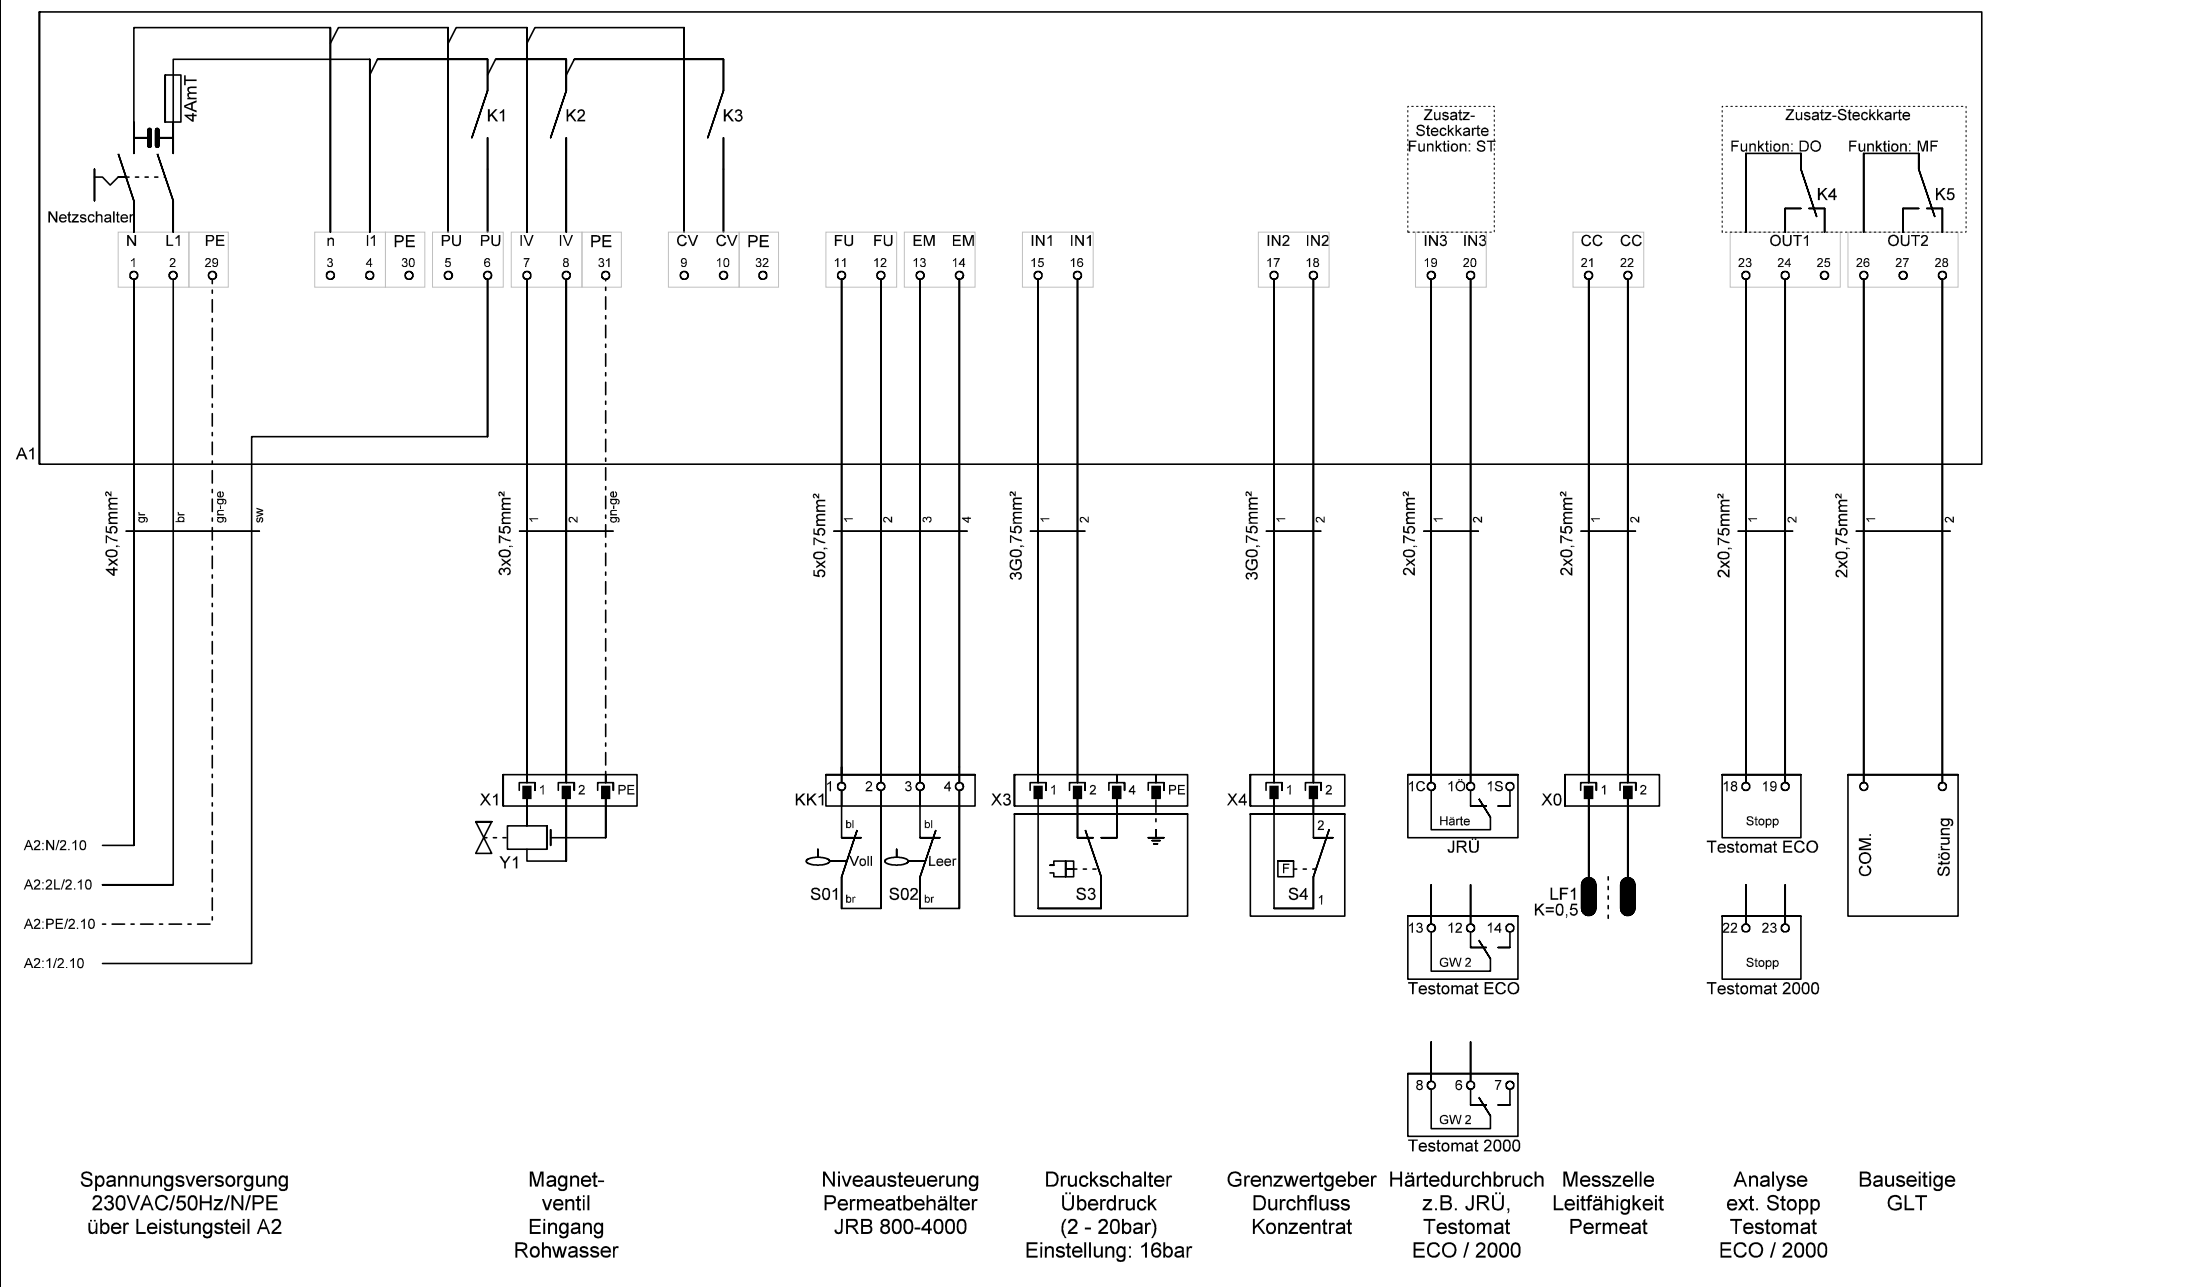 4AmT
K1
K2
K3
Netzschalter
Zusatz-
Steckkarte
Funktion: ST
Zusatz-Steckkarte
Funktion: DO
Funktion: MF
K4
K5
N L1 PE
1 2 29
n l1 PE
3 4 30
PU PU
5 6
IV IV PE
7 8 31
CV CV PE
9 10 32
FU FU
11 12
EM EM
13 14
IN1 IN1
15 16
IN2 IN2
17 18
IN3 IN3
19 20
CC CC
21 22
OUT1
23 24 25
OUT2
26 27 28
A1
4x0,75mm²
gr
br
gn-ge
sw
3x0,75mm²
1
2
gn-ge
5x0,75mm²
1
2
3
4
3G0,75mm²
1
2
3G0,75mm²
1
2
2x0,75mm²
1
2
2x0,75mm²
1
2
2x0,75mm²
1
2
2x0,75mm²
1
2
A2:N/2.10
A2:2L/2.10
A2:PE/2.10
A2:1/2.10
X1
1 2 PE
Y1
KK1
1 2 3 4
bl
Voll
S01
br
bl
Leer
S02
br
X3
1 2 4 PE
S3
X4
1 2
2
F
S4
1
1C 1Ö 1S
Härte
JRÜ
13 12 14
GW 2
Testomat ECO
8 6 7
GW 2
Testomat 2000
X0
1 2
LF1
K=0,5
18 19
Stopp
Testomat ECO
22 23
Stopp
Testomat 2000
COM.
Störung
Spannungsversorgung
230VAC/50Hz/N/PE
über Leistungsteil A2
Magnet-
ventil
Eingang
Rohwasser
Niveausteuerung
Permeatbehälter
JRB 800-4000
Druckschalter
Überdruck
(2 - 20bar)
Einstellung: 16bar
Grenzwertgeber
Durchfluss
Konzentrat
Härtedurchbruch
z.B. JRÜ,
Testomat
ECO / 2000
Messzelle
Leitfähigkeit
Permeat
Analyse
ext. Stopp
Testomat
ECO / 2000
Bauseitige
GLT